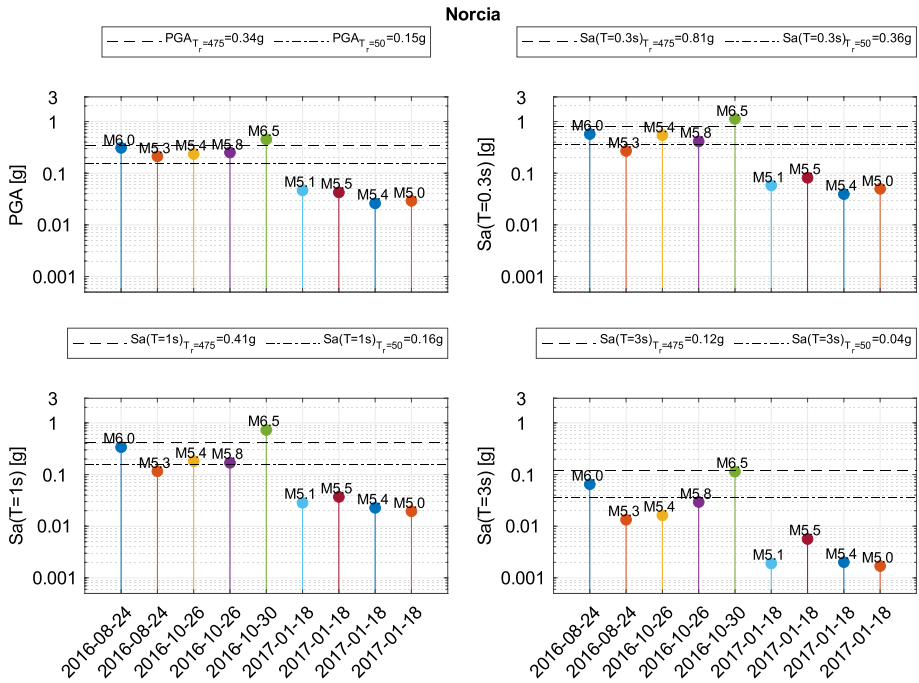 Norcia
PGA_{T_r=475}=0.34g PGA_{T_r=50}=0.15g
3
1
0.1
0.01
0.001
PGA [g]
M6.0
M5.3
M5.4
M5.8
M6.5
M5.1
M5.5
M5.4
M5.0
Sa(T=0.3s)_{T_r=475}=0.81g Sa(T=0.3s)_{T_r=50}=0.36g
3
1
0.1
0.01
0.001
Sa(T=0.3s) [g]
M6.0
M5.3
M5.4
M5.8
M6.5
M5.1
M5.5
M5.4
M5.0
Sa(T=1s)_{T_r=475}=0.41g Sa(T=1s)_{T_r=50}=0.16g
3
1
0.1
0.01
0.001
Sa(T=1s) [g]
M6.0
M5.3
M5.4
M5.8
M6.5
M5.1
M5.5
M5.4
M5.0
2016-08-24
2016-08-24
2016-10-26
2016-10-26
2016-10-30
2017-01-18
2017-01-18
2017-01-18
2017-01-18
Sa(T=3s)_{T_r=475}=0.12g Sa(T=3s)_{T_r=50}=0.04g
3
1
0.1
0.01
0.001
Sa(T=3s) [g]
M6.0
M5.3
M5.4
M5.8
M6.5
M5.1
M5.5
M5.4
M5.0
2016-08-24
2016-08-24
2016-10-26
2016-10-26
2016-10-30
2017-01-18
2017-01-18
2017-01-18
2017-01-18